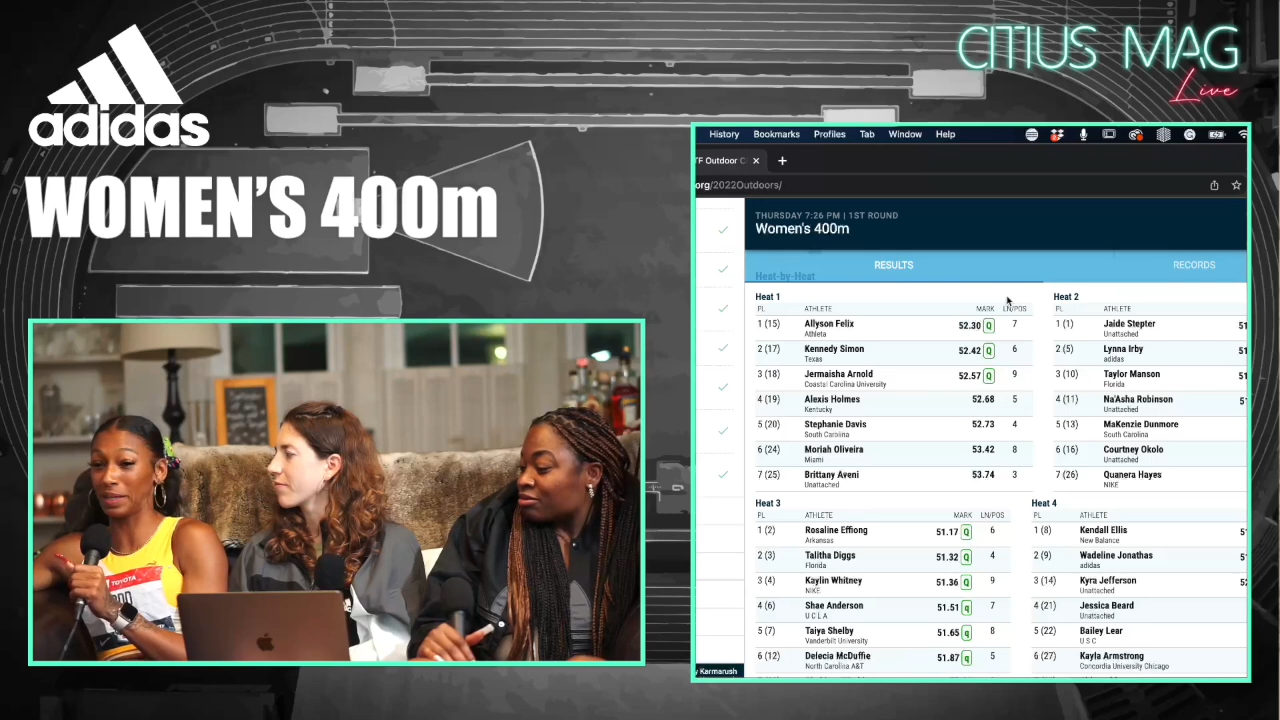 adidas
WOMEN'S 400m
CITIUS MAG
Live
History Bookmarks Profiles Tab Window Help
TF Outdoor C
org/2022Outdoors/
THURSDAY 7:26 PM | 1ST ROUND
Women's 400m
RESULTS RECORDS
Heat-by-Heat
Heat 1
PL ATHLETE MARK LN/POS
1 (15) Allyson Felix 52.30 Q 7
Athleta
2 (17) Kennedy Simon 52.42 Q 6
Texas
3 (18) Jermaisha Arnold 52.57 Q 9
Coastal Carolina University
4 (19) Alexis Holmes 52.68 5
Kentucky
5 (20) Stephanie Davis 52.73 4
South Carolina
6 (24) Moriah Oliveira 53.42 8
Miami
7 (25) Brittany Aveni 53.74 3
Unattached
Heat 2
PL ATHLETE
1 (1) Jaide Stepter 51
Unattached
2 (5) Lynna Irby 51
adidas
3 (10) Taylor Manson 51
Florida
4 (11) Na'Asha Robinson 51
Unattached
5 (13) MaKenzie Dunmore
South Carolina
6 (16) Courtney Okolo
Unattached
7 (26) Quanera Hayes
NIKE
Heat 3
PL ATHLETE MARK LN/POS
1 (2) Rosaline Effiong 51.17 Q 6
Arkansas
2 (3) Talitha Diggs 51.32 Q 4
Florida
3 (4) Kaylin Whitney 51.36 Q 9
NIKE
4 (6) Shae Anderson 51.51 q 7
U C L A
5 (7) Taiya Shelby 51.65 q 8
Vanderbilt University
6 (12) Delecia McDuffie 51.87 q 5
North Carolina A&T
Heat 4
PL ATHLETE
1 (8) Kendall Ellis 51
New Balance
2 (9) Wadeline Jonathas 51
adidas
3 (14) Kyra Jefferson 52
Unattached
4 (21) Jessica Beard
Unattached
5 (22) Bailey Lear
U S C
6 (27) Kayla Armstrong
Concordia University Chicago
y Karmarush
TOYOTA